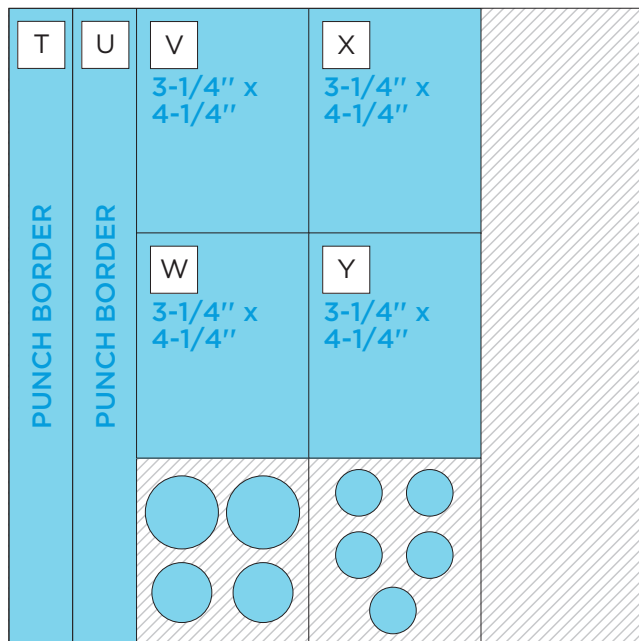 T
PUNCH BORDER
U
PUNCH BORDER
V
3-1/4" x
4-1/4"
X
3-1/4" x
4-1/4"
W
3-1/4" x
4-1/4"
Y
3-1/4" x
4-1/4"